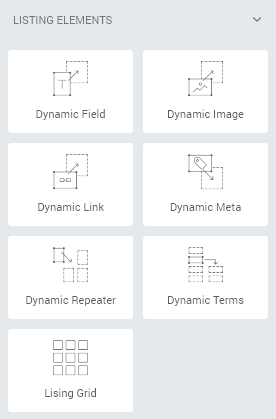 LISTING ELEMENTS
Dynamic Field
Dynamic Image
Dynamic Link
Dynamic Meta
Dynamic Repeater
Dynamic Terms
Lising Grid